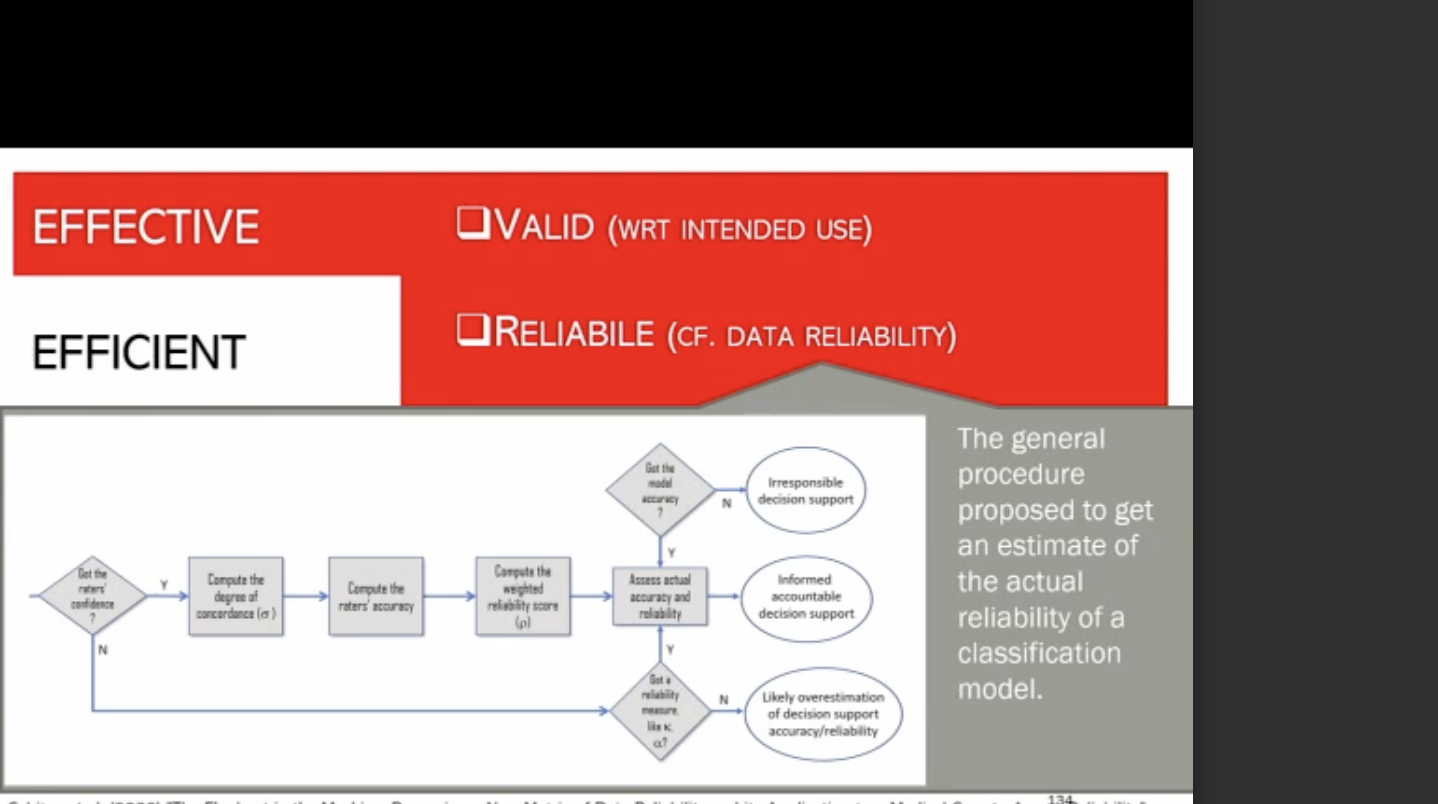 EFFECTIVE
❑VALID (WRT INTENDED USE)
EFFICIENT
❑RELIABILE (CF. DATA RELIABILITY)
The general
procedure
proposed to get
an estimate of
the actual
reliability of a
classification
model.
Got the
raters'
confidence
?
Y
N
Compute the
degree of
concordance (σ)
Compute the
raters' accuracy
Compute the
weighted
reliability score
(ρ)
Got the
model
accuracy
?
N
Y
Irresponsible
decision support
Assess actual
accuracy and
reliability
Informed
accountable
decision support
Y
Got a
reliability
measure,
like κ,
α?
N
Likely overestimation
of decision support
accuracy/reliability
134